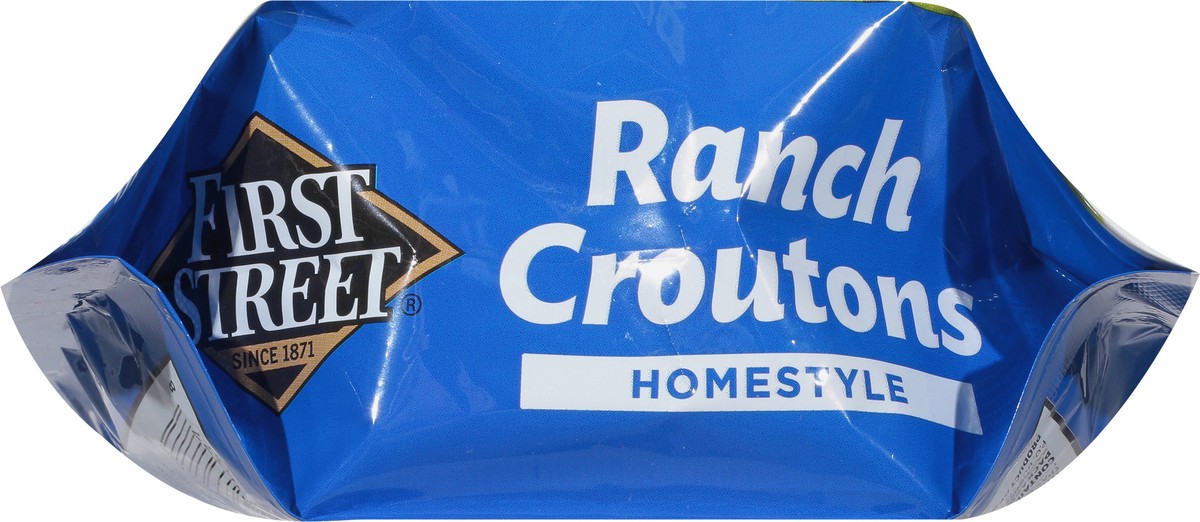 FIRST
STREET®
SINCE 1871
Ranch
Croutons
HOMESTYLE